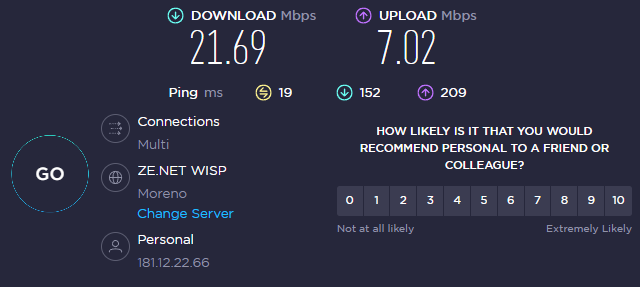 DOWNLOAD Mbps
UPLOAD Mbps
21.69
7.02
Ping ms 19 152 209
GO
Connections
Multi
ZE.NET WISP
Moreno
Change Server
Personal
181.12.22.66
HOW LIKELY IS IT THAT YOU WOULD
RECOMMEND PERSONAL TO A FRIEND OR
COLLEAGUE?
0 1 2 3 4 5 6 7 8 9 10
Not at all likely
Extremely Likely